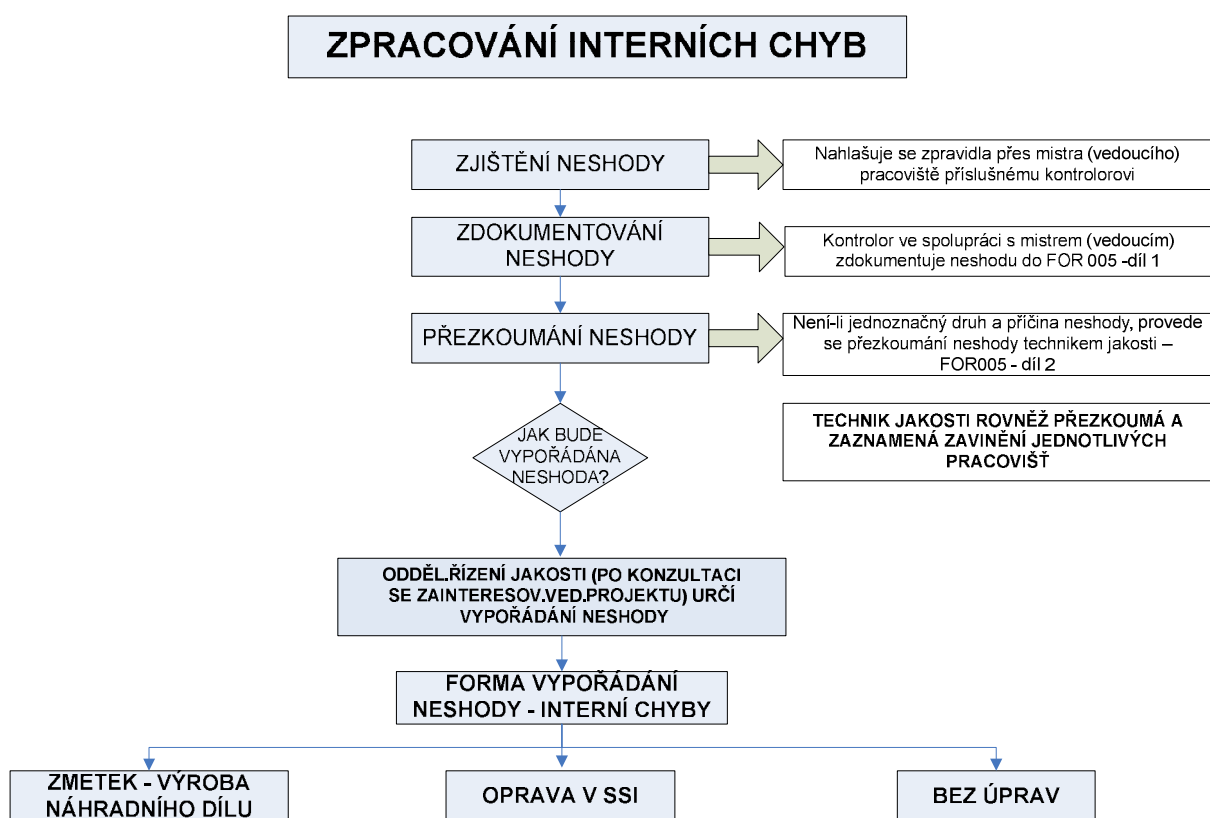 ZPRACOVÁNÍ INTERNÍCH CHYB
ZJIŠTĚNÍ NESHODY
Nahlašuje se zpravidla přes mistra (vedoucího)
pracoviště příslušnému kontrolorovi
ZDOKUMENTOVÁNÍ
NESHODY
Kontrolor ve spolupráci s mistrem (vedoucím)
zdokumentuje neshodu do FOR 005 -díl 1
PŘEZKOUMÁNÍ NESHODY
Není-li jednoznačný druh a příčina neshody, provede
se přezkoumání neshody technikem jakosti –
FOR005 - díl 2
JAK BUDE
VYPOŘÁDÁNA
NESHODA?
TECHNIK JAKOSTI ROVNĚŽ PŘEZKOUMÁ A
ZAZNAMENÁ ZAVINĚNÍ JEDNOTLIVÝCH
PRACOVIŠŤ
ODDĚL.ŘÍZENÍ JAKOSTI (PO KONZULTACI
SE ZAINTERESOV.VED.PROJEKTU) URČÍ
VYPOŘÁDÁNÍ NESHODY
FORMA VYPOŘÁDÁNÍ
NESHODY - INTERNÍ CHYBY
ZMETEK - VÝROBA
NÁHRADNÍHO DÍLU
OPRAVA V SSI
BEZ ÚPRAV